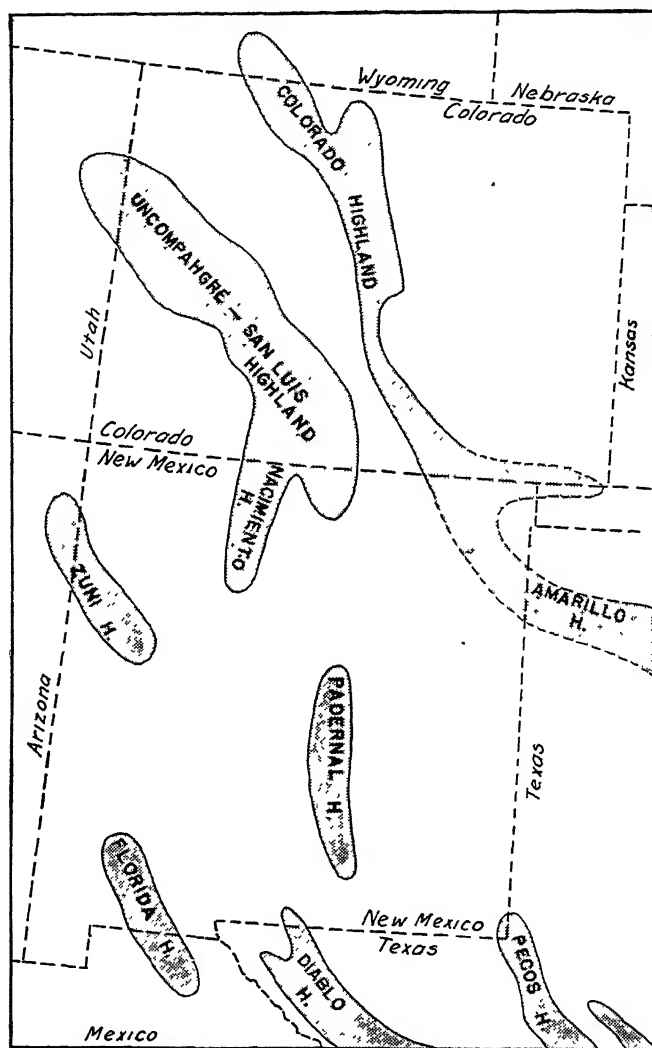 Wyoming
Nebraska
Colorado
COLORADO
HIGHLAND
UNCOMPAHGRE – SAN LUIS
HIGHLAND
Utah
Kansas
Colorado
New Mexico
NACIMIENTO
H.
ZUNI
H.
AMARILLO
H.
PADERNAL H.
Arizona
Texas
FLORIDA H.
New Mexico
Texas
DIABLO
H.
PECOS H.
Mexico